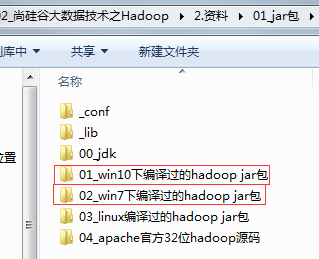 02_尚硅谷大数据技术之Hadoop ▸ 2.资料 ▸ 01_jar包
库中 ▾ 共享 ▾ 新建文件夹
名称
_conf
_lib
位置
00_jdk
01_win10下编译过的hadoop jar包
02_win7下编译过的hadoop jar包
03_linux编译过的hadoop jar包
04_apache官方32位hadoop源码